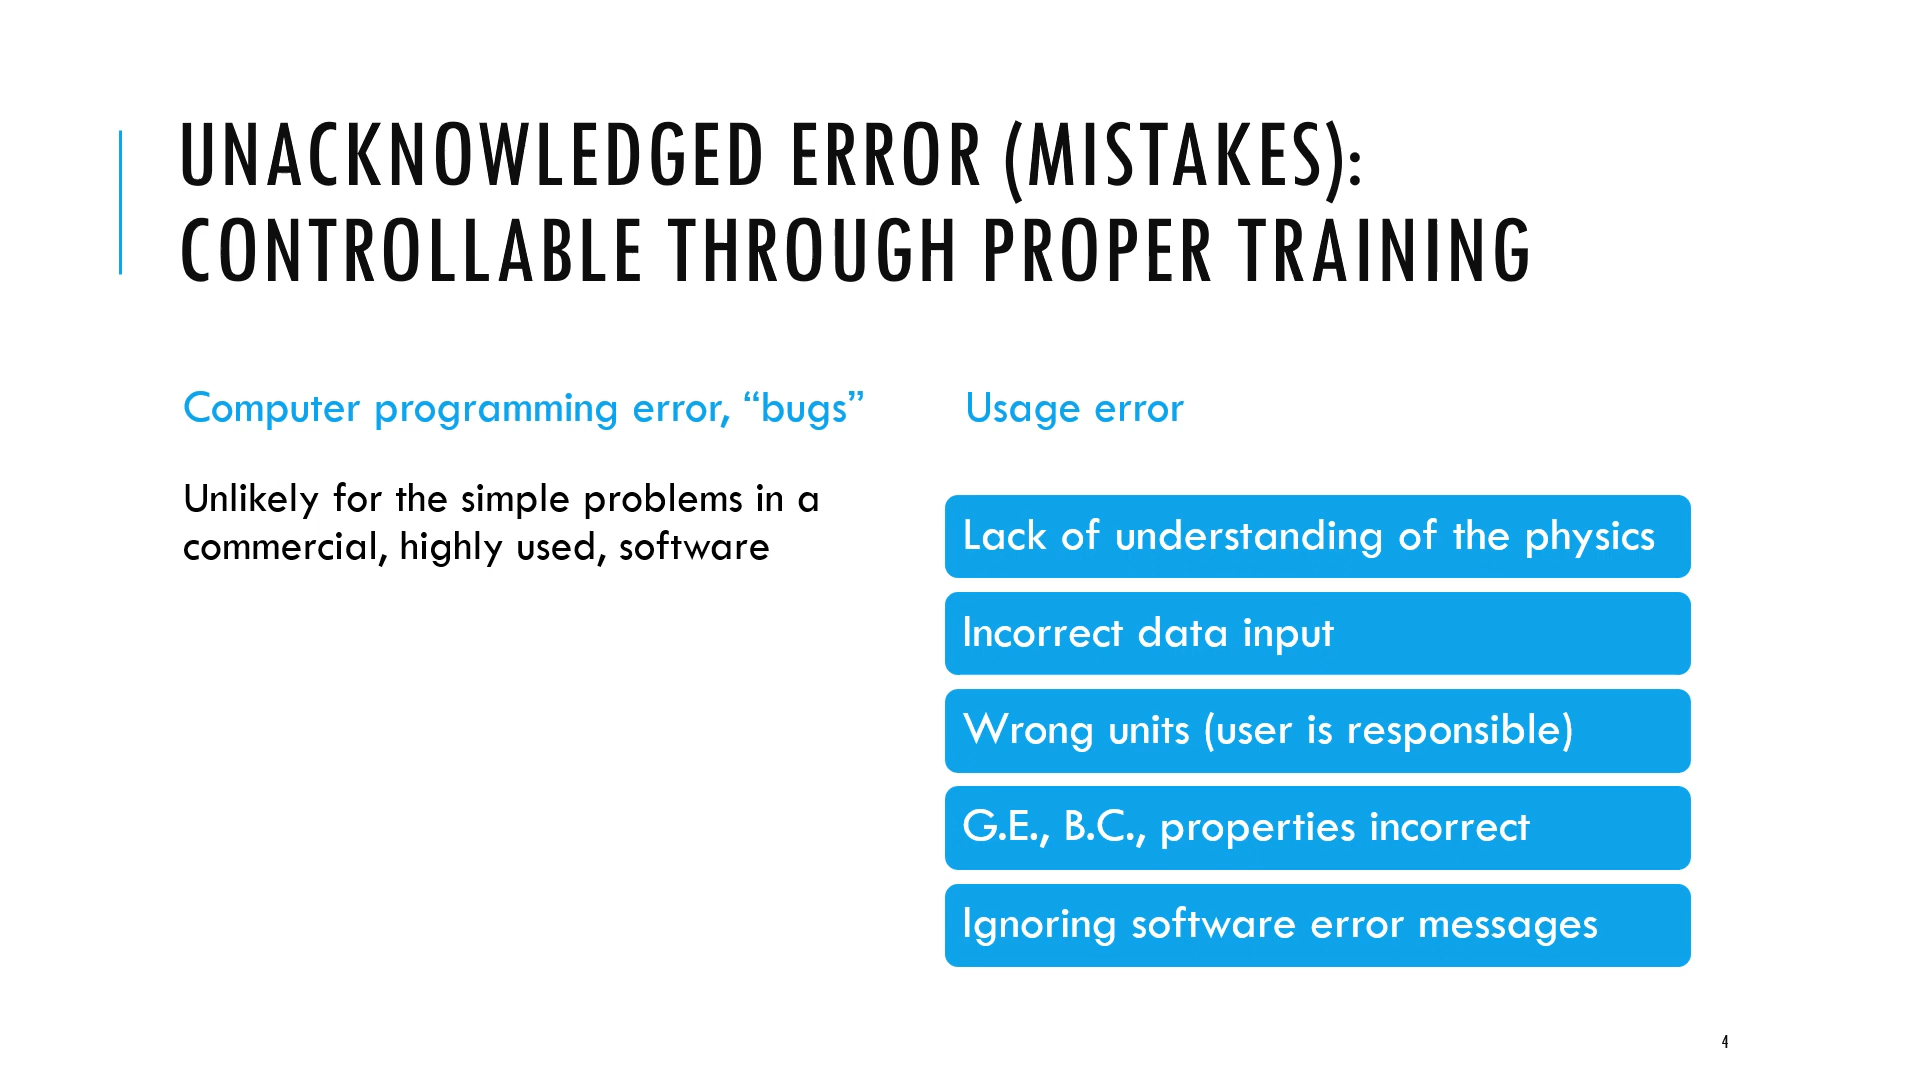 UNACKNOWLEDGED ERROR (MISTAKES):
CONTROLLABLE THROUGH PROPER TRAINING
Computer programming error, “bugs”
Unlikely for the simple problems in a
commercial, highly used, software
Usage error
Lack of understanding of the physics
Incorrect data input
Wrong units (user is responsible)
G.E., B.C., properties incorrect
Ignoring software error messages
4